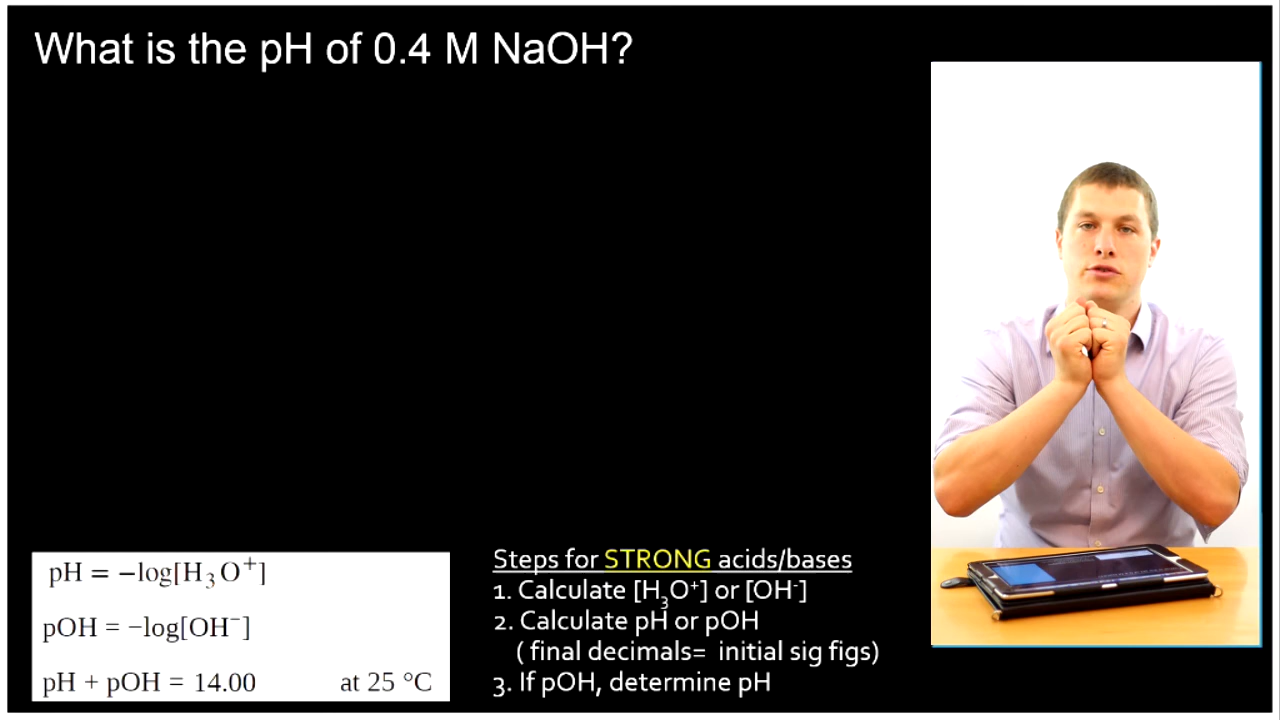 What is the pH of 0.4 M NaOH?
pH = −log[H₃O⁺]
pOH = −log[OH⁻]
pH + pOH = 14.00 at 25 °C
Steps for STRONG acids/bases
1. Calculate [H₃O⁺] or [OH⁻]
2. Calculate pH or pOH
( final decimals= initial sig figs)
3. If pOH, determine pH